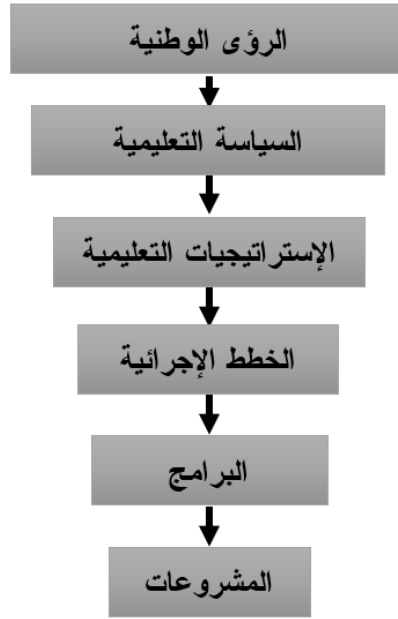 الرؤى الوطنية
السياسة التعليمية
الإستراتيجيات التعليمية
الخطط الإجرائية
البرامج
المشروعات